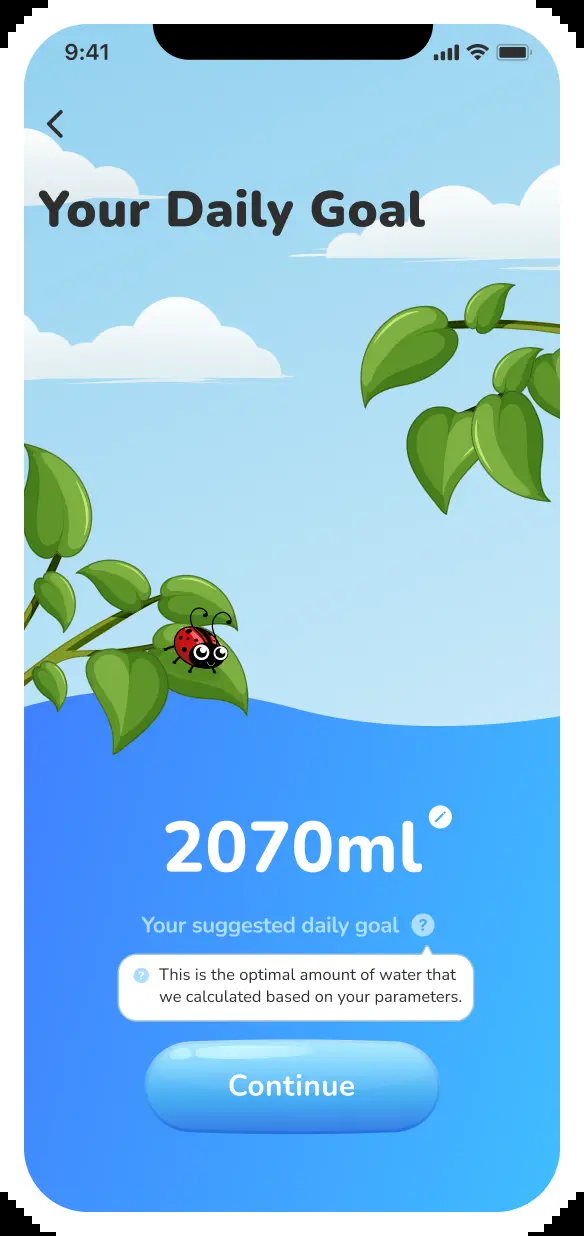 9:41
Your Daily Goal
2070ml
Your suggested daily goal ?
? This is the optimal amount of water that
we calculated based on your parameters.
Continue